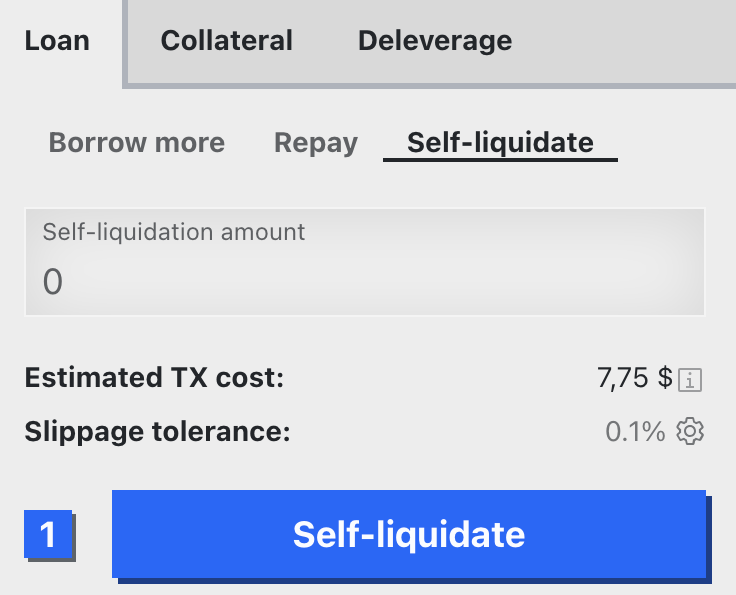 Loan Collateral Deleverage
Borrow more Repay Self-liquidate
Self-liquidation amount
0
Estimated TX cost: 7,75 $ i
Slippage tolerance: 0.1%
1 Self-liquidate